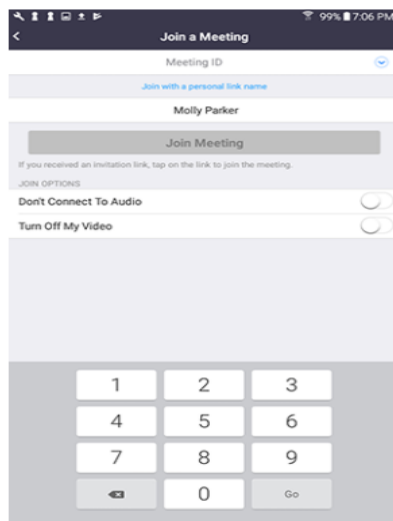 99% 7:06 PM
Join a Meeting
Meeting ID
Join with a personal link name
Molly Parker
Join Meeting
If you received an invitation link, tap on the link to join the meeting.
JOIN OPTIONS
Don't Connect To Audio
Turn Off My Video
1 2 3
4 5 6
7 8 9
0 Go